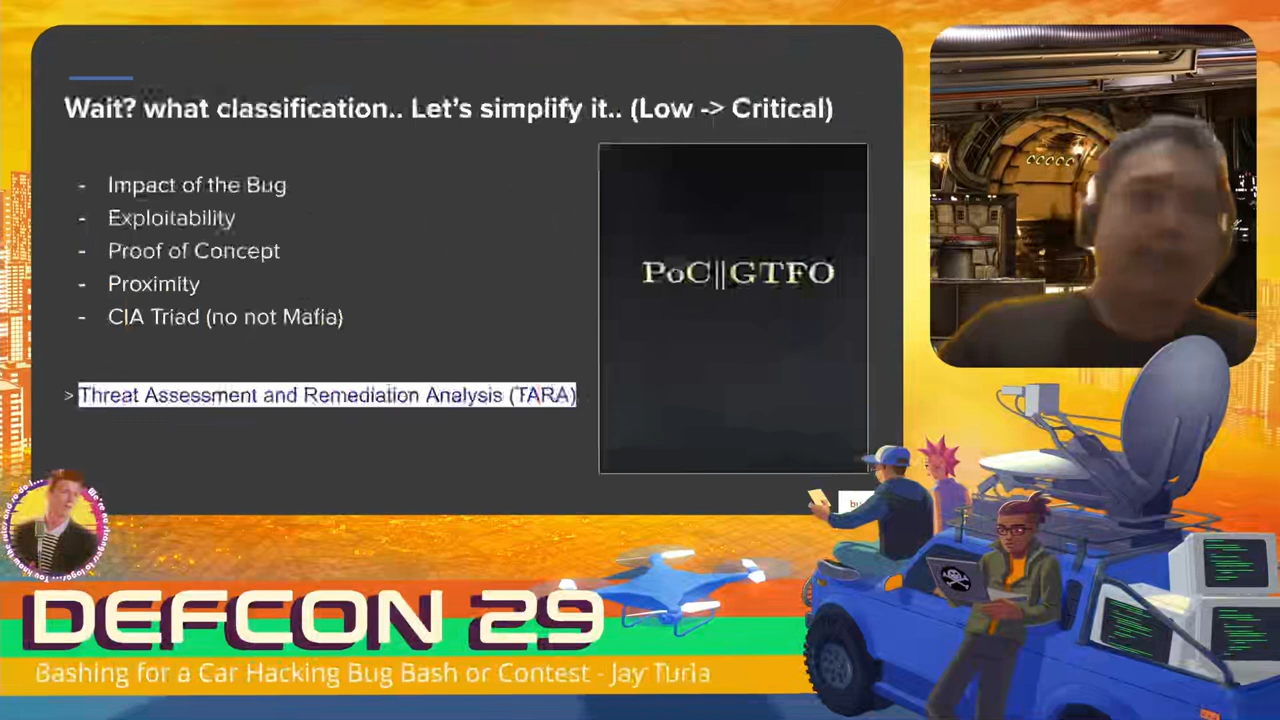 Wait? what classification.. Let's simplify it.. (Low -> Critical)
- Impact of the Bug
- Exploitability
- Proof of Concept
- Proximity
- CIA Triad (no not Mafia)
> Threat Assessment and Remediation Analysis (TARA)
PoC||GTFO
DEFCON 29
Bashing for a Car Hacking Bug Bash or Contest - Jay Turla